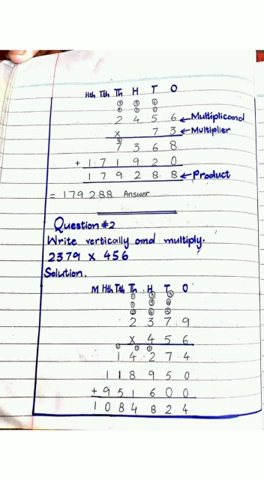 Hth Tth Th H T O
2 4 5 6 ← Multiplicand
x 7 3 ← Multiplier
7 3 6 8
+ 1 7 1 9 2 0
1 7 9 2 8 8 ← Product
= 179288 Answer
Question#2
Write vertically and multiply.
2379 x 456
Solution.
M Hth Tth Th H T O
2 3 7 9
x 4 5 6
1 4 2 7 4
1 1 8 9 5 0
+ 9 5 1 6 0 0
1 0 8 4 8 2 4